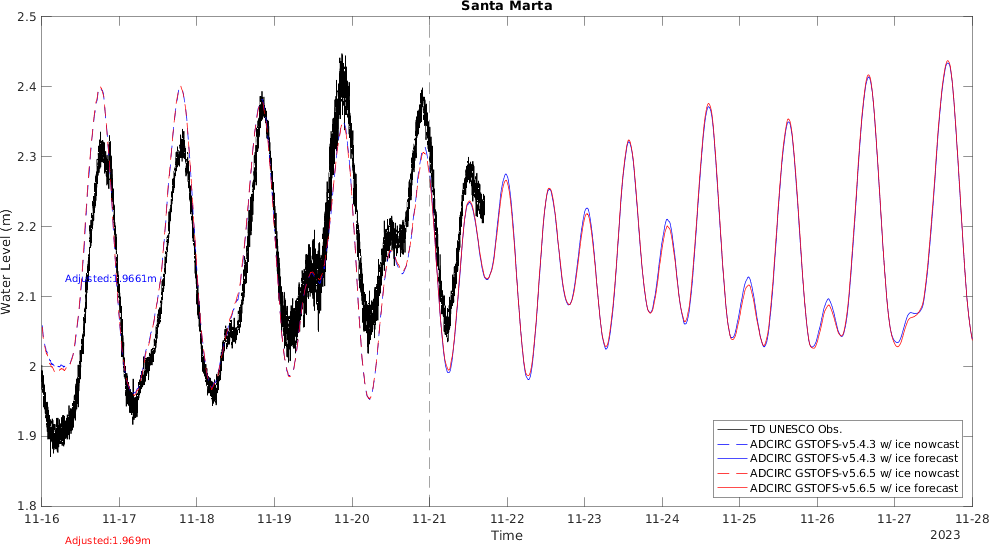 Santa Marta
2.5
2.4
2.3
2.2
2.1
2
1.9
1.8
Water Level (m)
Adjusted:1.9661m
TD UNESCO Obs.
ADCIRC GSTOFS-v5.4.3 w/ ice nowcast
ADCIRC GSTOFS-v5.4.3 w/ ice forecast
ADCIRC GSTOFS-v5.6.5 w/ ice nowcast
ADCIRC GSTOFS-v5.6.5 w/ ice forecast
11-16 11-17 11-18 11-19 11-20 11-21 11-22 11-23 11-24 11-25 11-26 11-27 11-28
Time
2023
Adjusted:1.969m